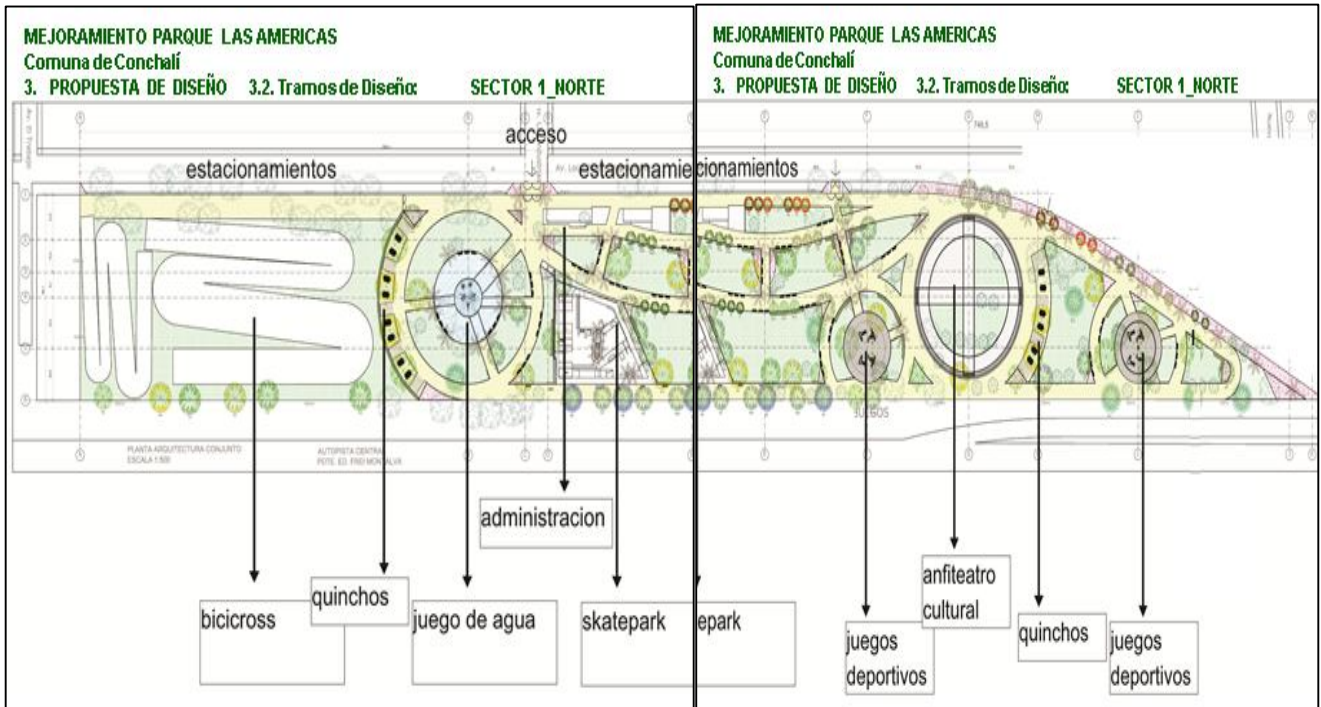 MEJORAMIENTO PARQUE LAS AMERICAS
Comuna de Conchalí
3. PROPUESTA DE DISEÑO 3.2. Tramos de Diseño: SECTOR 1_NORTE
acceso
estacionamientos
estacionamie
PLANTA ARQUITECTURA CONJUNTO
ESCALA 1:500
AUTOPISTA CENTRAL
administracion
quinchos
bicicross
juego de agua
skatepark
MEJORAMIENTO PARQUE LAS AMERICAS
Comuna de Conchalí
3. PROPUESTA DE DISEÑO 3.2. Tramos de Diseño: SECTOR 1_NORTE
cionamientos
JUEGOS
epark
anfiteatro
cultural
juegos
deportivos
quinchos
juegos
deportivos